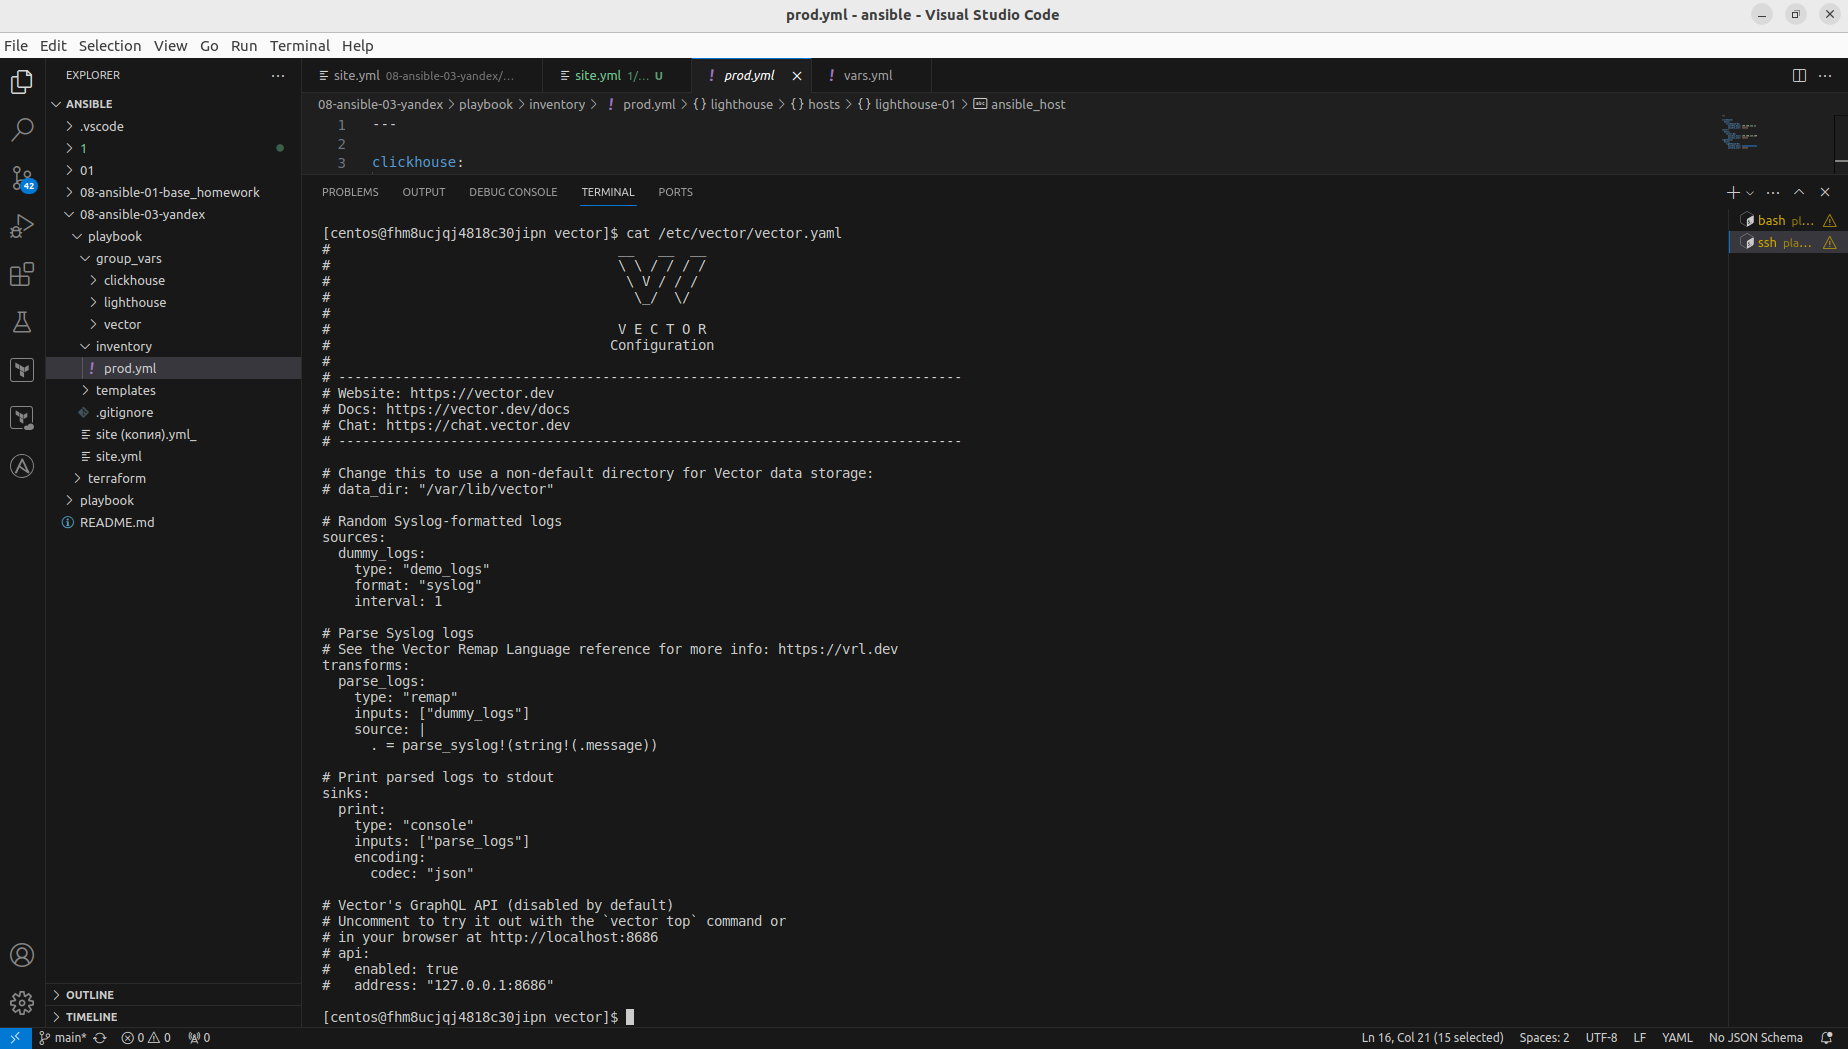 prod.yml - ansible - Visual Studio Code
File Edit Selection View Go Run Terminal Help
EXPLORER
site.yml 08-ansible-03-yandex/...
site.yml 1/... U
! prod.yml
! vars.yml
ANSIBLE
.vscode
1
01
08-ansible-01-base_homework
08-ansible-03-yandex
playbook
group_vars
clickhouse
lighthouse
vector
inventory
! prod.yml
templates
.gitignore
site (копия).yml_
site.yml
terraform
playbook
README.md
OUTLINE
TIMELINE
42
08-ansible-03-yandex > playbook > inventory > ! prod.yml > {} lighthouse > {} hosts > {} lighthouse-01 > ansible_host
1 ---
2
3 clickhouse:
PROBLEMS OUTPUT DEBUG CONSOLE TERMINAL PORTS
bash pl...
ssh pla...
[centos@fhm8ucjqj4818c30jipn vector]$ cat /etc/vector/vector.yaml
#                                    __   __  __
#                                    \ \ / / / /
#                                     \ V / / /
#                                      \_/  \/
#
#                                    V E C T O R
#                                   Configuration
#
# ------------------------------------------------------------------------------
# Website: https://vector.dev
# Docs: https://vector.dev/docs
# Chat: https://chat.vector.dev
# ------------------------------------------------------------------------------
# Change this to use a non-default directory for Vector data storage:
# data_dir: "/var/lib/vector"
# Random Syslog-formatted logs
sources:
  dummy_logs:
    type: "demo_logs"
    format: "syslog"
    interval: 1
# Parse Syslog logs
# See the Vector Remap Language reference for more info: https://vrl.dev
transforms:
  parse_logs:
    type: "remap"
    inputs: ["dummy_logs"]
    source: |
      . = parse_syslog!(string!(.message))
# Print parsed logs to stdout
sinks:
  print:
    type: "console"
    inputs: ["parse_logs"]
    encoding:
      codec: "json"
# Vector's GraphQL API (disabled by default)
# Uncomment to try it out with the `vector top` command or
# in your browser at http://localhost:8686
# api:
#   enabled: true
#   address: "127.0.0.1:8686"
[centos@fhm8ucjqj4818c30jipn vector]$
main* 0 0 0
Ln 16, Col 21 (15 selected) Spaces: 2 UTF-8 LF YAML No JSON Schema